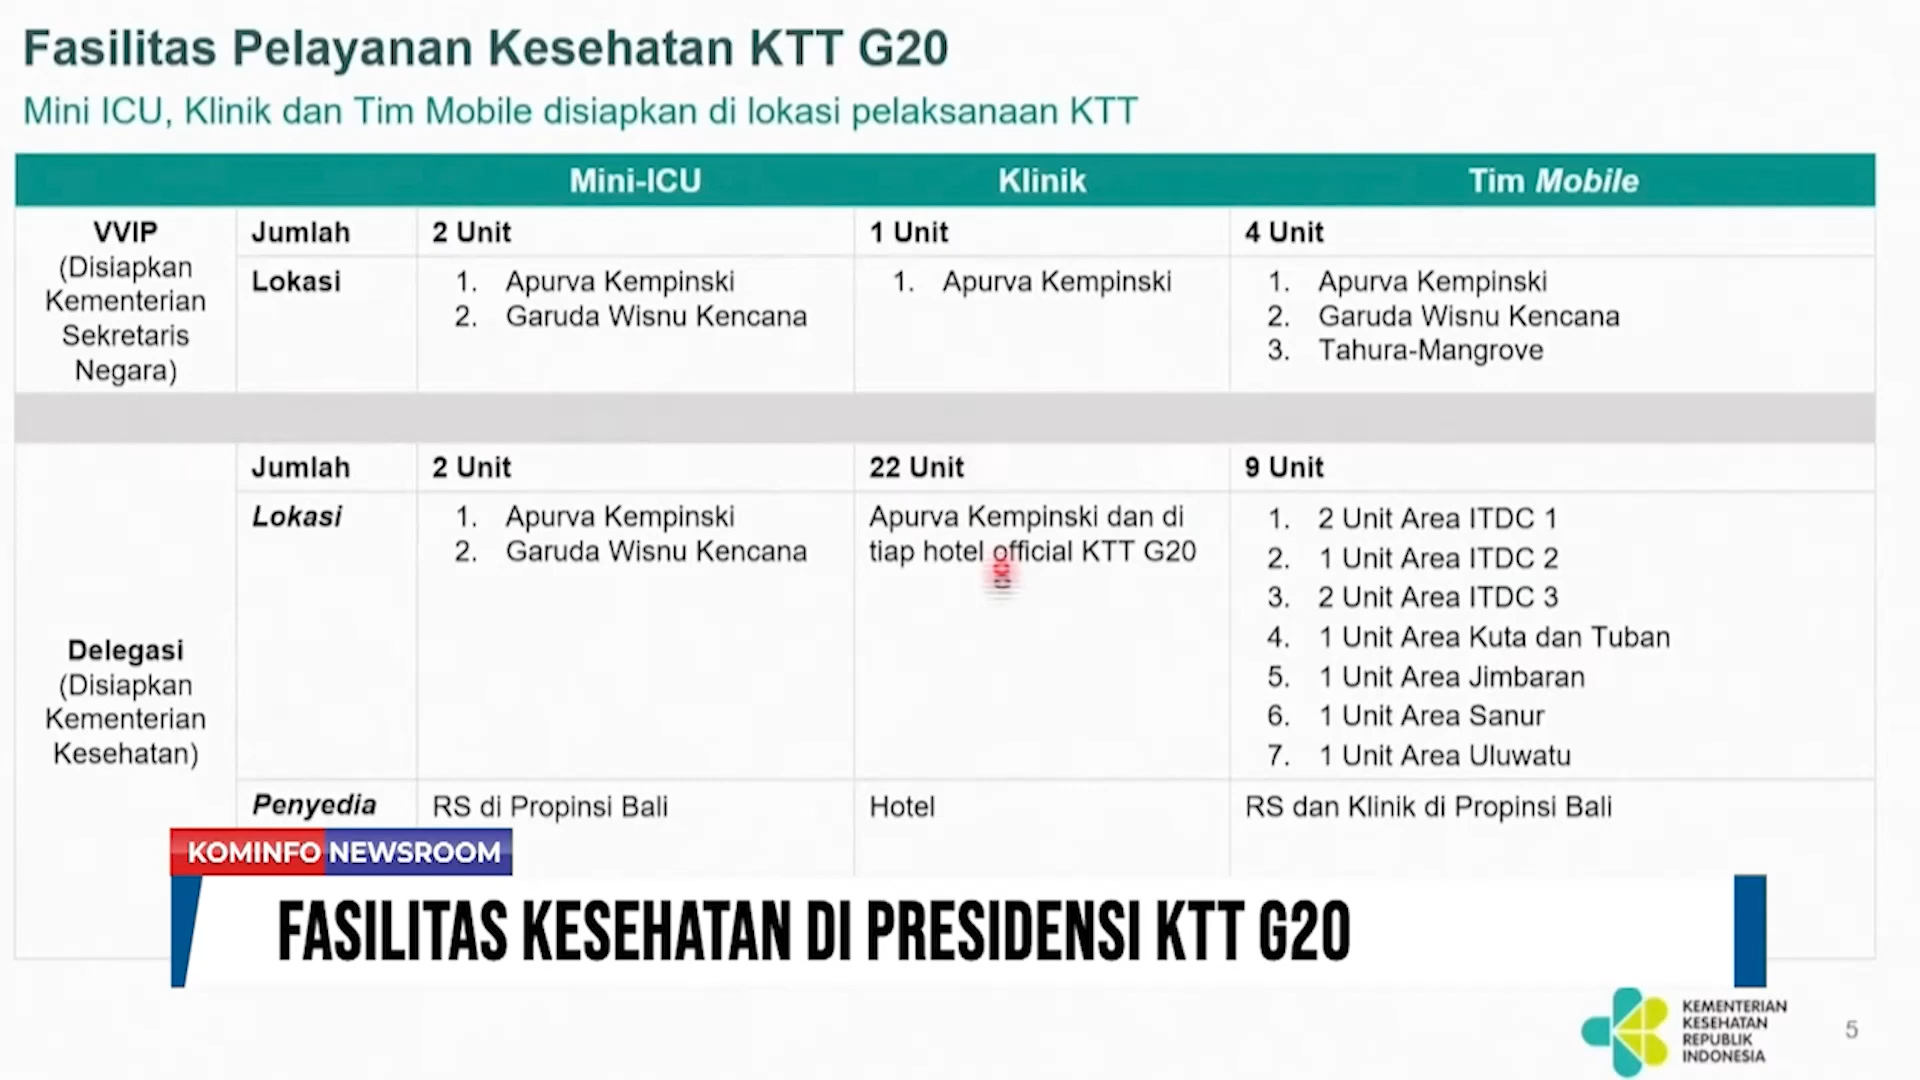 Fasilitas Pelayanan Kesehatan KTT G20
Mini ICU, Klinik dan Tim Mobile disiapkan di lokasi pelaksanaan KTT
Mini-ICU Klinik Tim Mobile
VVIP
(Disiapkan
Kementerian
Sekretaris
Negara)
Jumlah 2 Unit 1 Unit 4 Unit
Lokasi
1. Apurva Kempinski
2. Garuda Wisnu Kencana
1. Apurva Kempinski
1. Apurva Kempinski
2. Garuda Wisnu Kencana
3. Tahura-Mangrove
Delegasi
(Disiapkan
Kementerian
Kesehatan)
Jumlah 2 Unit 22 Unit 9 Unit
Lokasi
1. Apurva Kempinski
2. Garuda Wisnu Kencana
Apurva Kempinski dan di
tiap hotel official KTT G20
1. 2 Unit Area ITDC 1
2. 1 Unit Area ITDC 2
3. 2 Unit Area ITDC 3
4. 1 Unit Area Kuta dan Tuban
5. 1 Unit Area Jimbaran
6. 1 Unit Area Sanur
7. 1 Unit Area Uluwatu
Penyedia RS di Propinsi Bali Hotel RS dan Klinik di Propinsi Bali
KOMINFO NEWSROOM
FASILITAS KESEHATAN DI PRESIDENSI KTT G20
KEMENTERIAN
KESEHATAN
REPUBLIK
INDONESIA
5